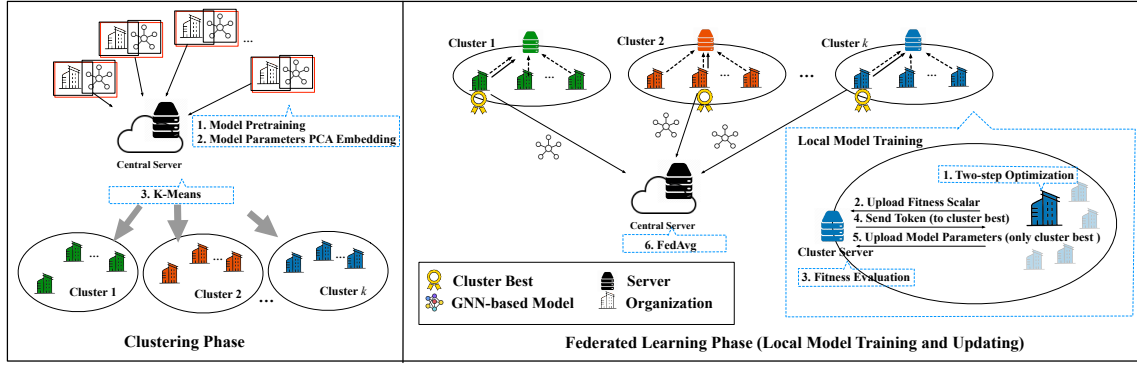 ...
1. Model Pretraining
2. Model Parameters PCA Embedding
Central Server
3. K-Means
...
...
...
Cluster 1
Cluster 2
...
Cluster k
Clustering Phase
Cluster 1
Cluster 2
Cluster k
...
...
...
...
Central Server
6. FedAvg
Cluster Best
Server
GNN-based Model
Organization
Local Model Training
1. Two-step Optimization
2. Upload Fitness Scalar
4. Send Token (to cluster best)
5. Upload Model Parameters (only cluster best )
Cluster Server
3. Fitness Evaluation
Federated Learning Phase (Local Model Training and Updating)